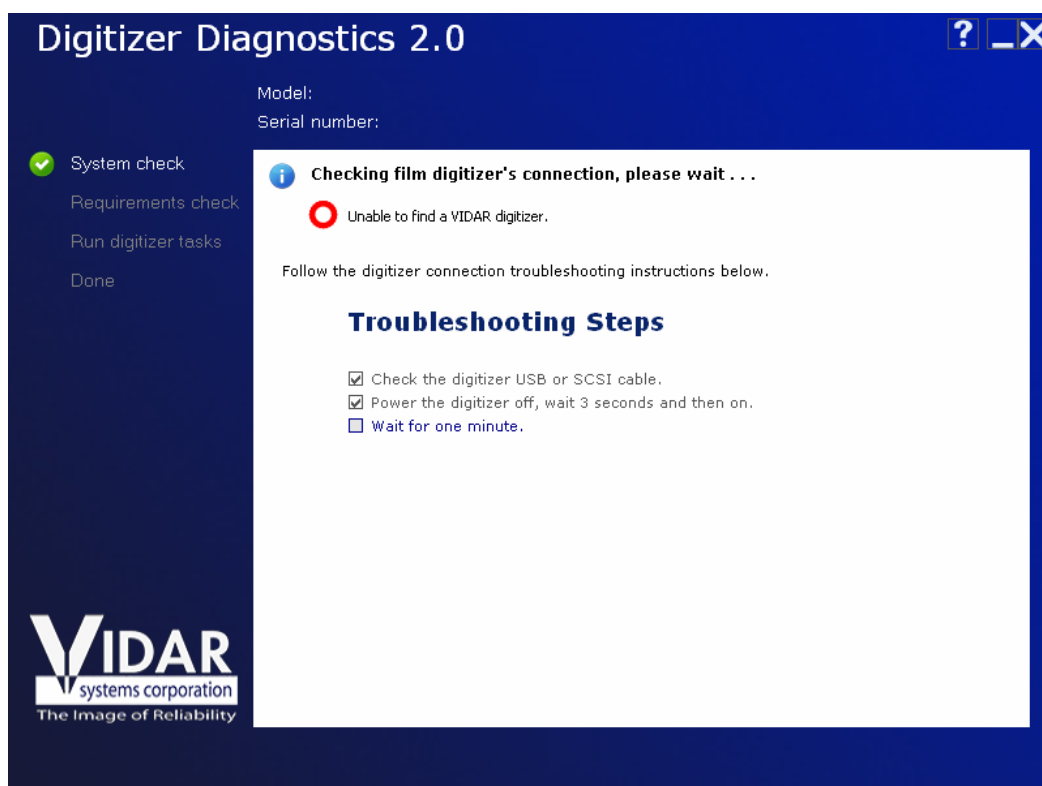 Digitizer Diagnostics 2.0
?
Model:
Serial number:
System check
Requirements check
Run digitizer tasks
Done
Checking film digitizer's connection, please wait . . .
Unable to find a VIDAR digitizer.
Follow the digitizer connection troubleshooting instructions below.
Troubleshooting Steps
Check the digitizer USB or SCSI cable.
Power the digitizer off, wait 3 seconds and then on.
Wait for one minute.
VIDAR
systems corporation
The Image of Reliability